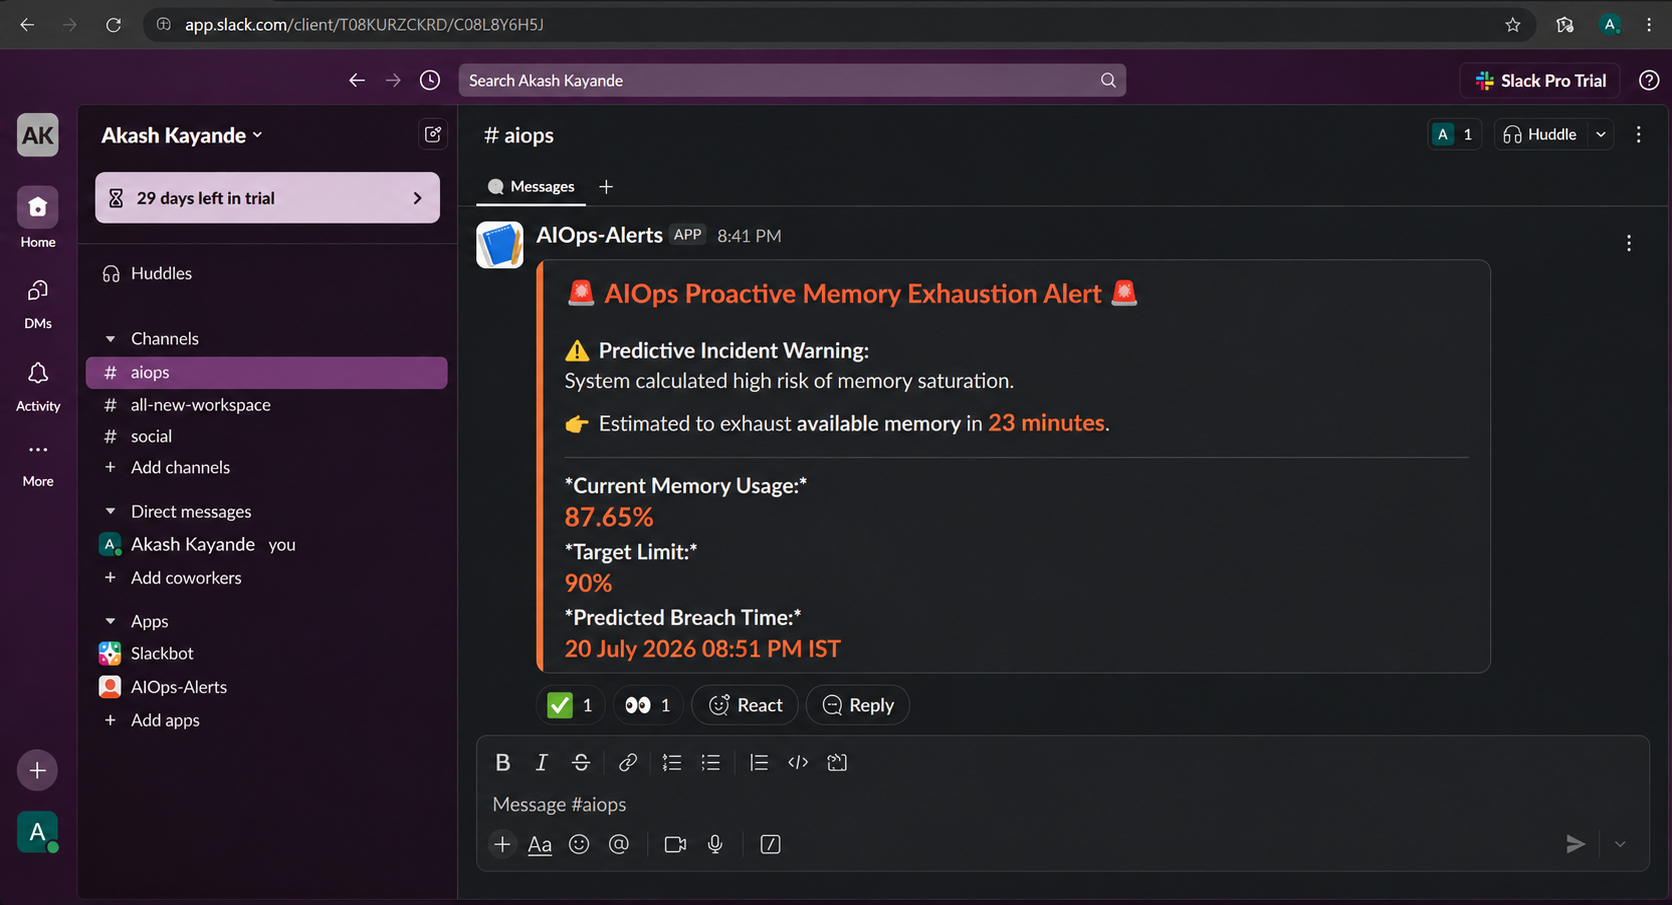 app.slack.com/client/T08KURZCKRD/C08L8Y6H5J
A
Search Akash Kayande
Slack Pro Trial
AK
Home
DMs
Activity
More
A
Akash Kayande
29 days left in trial
Huddles
Channels
# aiops
# all-new-workspace
# social
+ Add channels
Direct messages
A Akash Kayande you
+ Add coworkers
Apps
Slackbot
AIOps-Alerts
+ Add apps
# aiops
A 1
Huddle
Messages
AIOps-Alerts APP 8:41 PM
🚨 AIOps Proactive Memory Exhaustion Alert 🚨
⚠️ Predictive Incident Warning:
System calculated high risk of memory saturation.
👉 Estimated to exhaust available memory in 23 minutes.
*Current Memory Usage:*
87.65%
*Target Limit:*
90%
*Predicted Breach Time:*
20 July 2026 08:51 PM IST
✅ 1 👀 1 React Reply
B I S
Message #aiops
+ Aa @